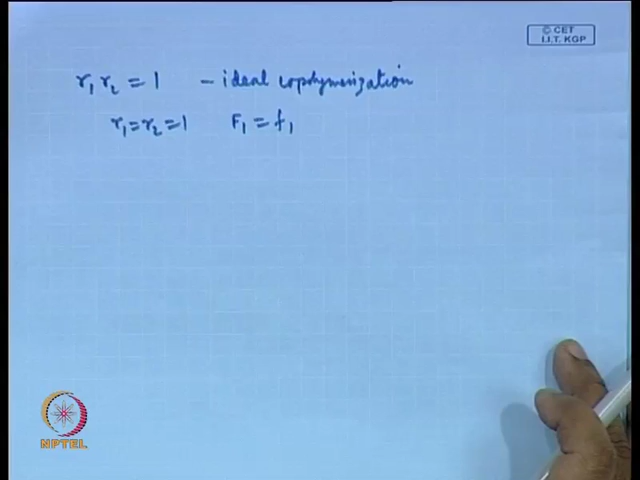 © CET
I.I.T. KGP
r₁ r₂ = 1 – ideal copolymerization
r₁ = r₂ = 1 F₁ = f₁
NPTEL